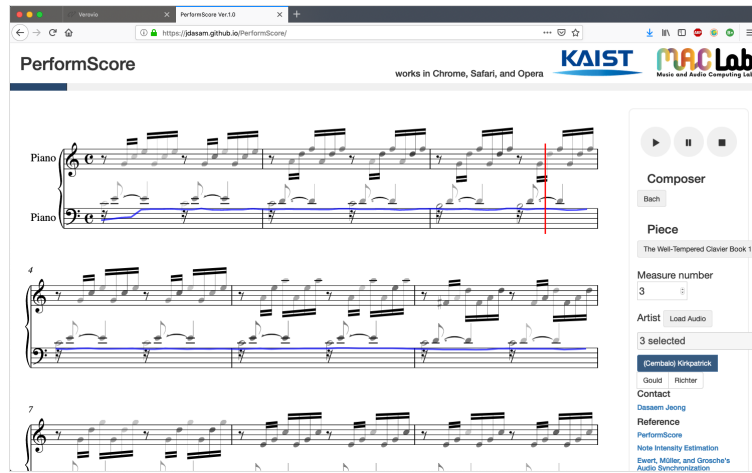 Verovio
PerformScore Ver.1.0
https://jdasam.github.io/PerformScore/
PerformScore
works in Chrome, Safari, and Opera
KAIST
MAC Lab
Music and Audio Computing Lab
Piano
Piano
4
7
Composer
Bach
Piece
The Well-Tempered Clavier Book 1
Measure number
3
Artist Load Audio
3 selected
(Cembalo) Kirkpatrick
Gould Richter
Contact
Dasaem Jeong
Reference
PerformScore
Note Intensity Estimation
Ewert, Müller, and Grosche's
Audio Synchronization